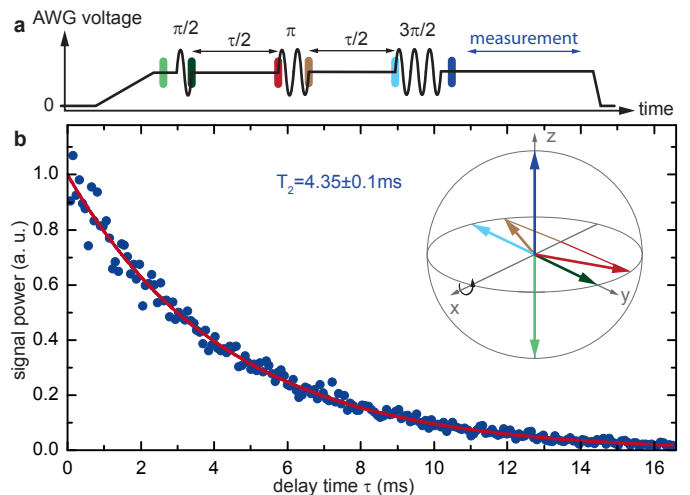 a AWG voltage
π/2 τ/2 π τ/2 3π/2 measurement
0 time
b
T₂=4.35±0.1ms
z
x y
signal power (a. u.)
1.0
0.8
0.6
0.4
0.2
0.0
0 2 4 6 8 10 12 14 16
delay time τ (ms)